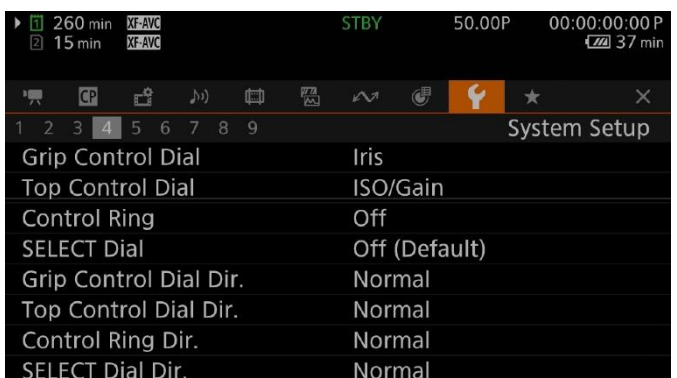 1 260 min XF-AVC STBY 50.00P 00:00:00:00 P
2 15 min XF-AVC 37 min
CP
1 2 3 4 5 6 7 8 9 System Setup
Grip Control Dial Iris
Top Control Dial ISO/Gain
Control Ring Off
SELECT Dial Off (Default)
Grip Control Dial Dir. Normal
Top Control Dial Dir. Normal
Control Ring Dir. Normal
SELECT Dial Dir. Normal